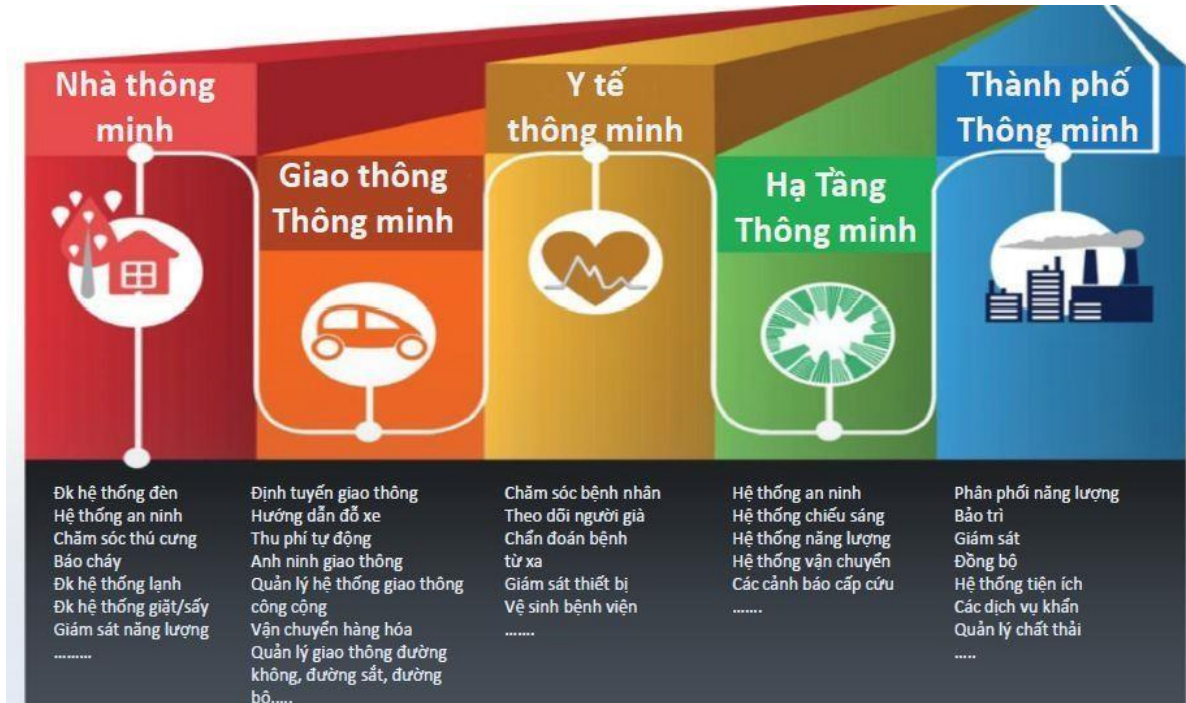 Nhà thông
minh
Giao thông
Thông minh
Y tế
thông minh
Hạ Tầng
Thông minh
Thành phố
Thông minh
Đk hệ thống đèn
Hệ thống an ninh
Chăm sóc thú cưng
Báo cháy
Đk hệ thống lạnh
Đk hệ thống giặt/sấy
Giám sát năng lượng
.........
Định tuyến giao thông
Hướng dẫn đỗ xe
Thu phí tự động
Anh ninh giao thông
Quản lý hệ thống giao thông
công cộng
Vận chuyển hàng hóa
Quản lý giao thông đường
không, đường sắt, đường
bộ.....
Chăm sóc bệnh nhân
Theo dõi người già
Chẩn đoán bệnh
từ xa
Giám sát thiết bị
Vệ sinh bệnh viện
.......
Hệ thống an ninh
Hệ thống chiếu sáng
Hệ thống năng lượng
Hệ thống vận chuyển
Các cảnh báo cấp cứu
.......
Phân phối năng lượng
Bảo trì
Giám sát
Đồng bộ
Hệ thống tiện ích
Các dịch vụ khẩn
Quản lý chất thải
.....